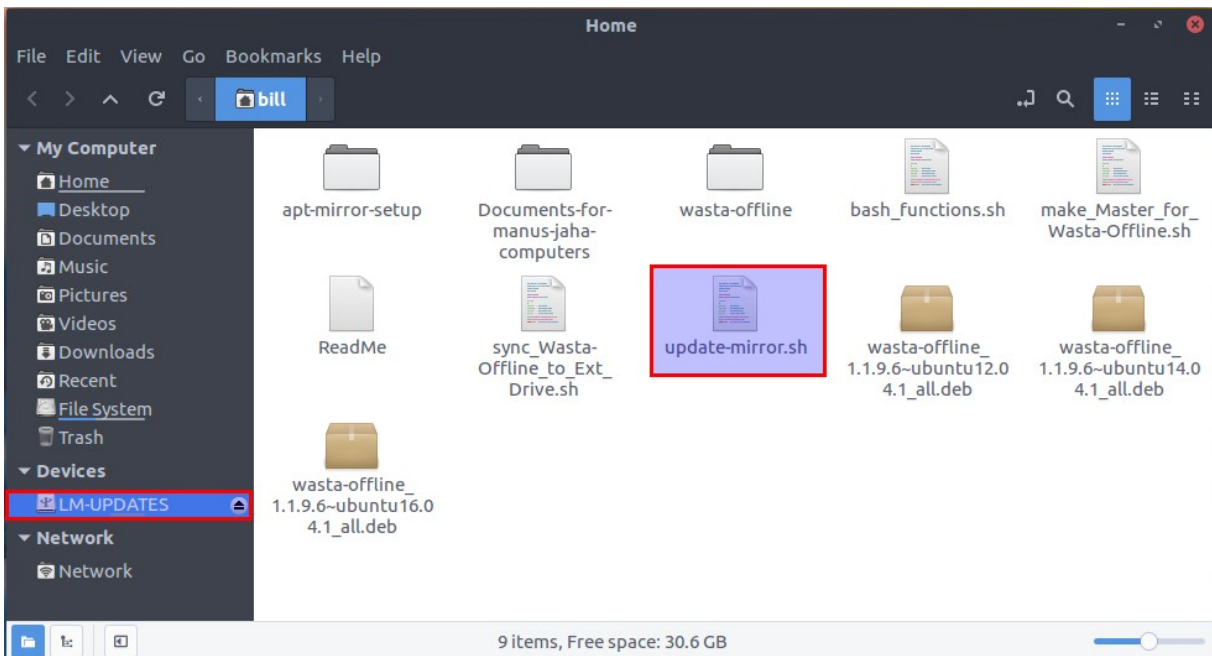 Home
File Edit View Go Bookmarks Help
bill
My Computer
Home
Desktop
Documents
Music
Pictures
Videos
Downloads
Recent
File System
Trash
Devices
LM-UPDATES
Network
Network
apt-mirror-setup
Documents-for-
manus-jaha-
computers
wasta-offline
bash_functions.sh
make_Master_for_
Wasta-Offline.sh
ReadMe
sync_Wasta-
Offline_to_Ext_
Drive.sh
update-mirror.sh
wasta-offline_
1.1.9.6~ubuntu12.0
4.1_all.deb
wasta-offline_
1.1.9.6~ubuntu14.0
4.1_all.deb
wasta-offline_
1.1.9.6~ubuntu16.0
4.1_all.deb
9 items, Free space: 30.6 GB